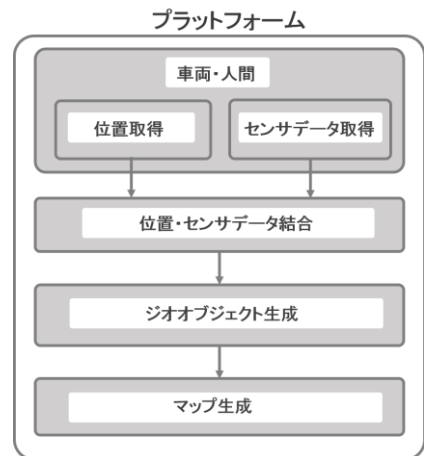 プラットフォーム
車両・人間
位置取得
センサデータ取得
位置・センサデータ結合
ジオオブジェクト生成
マップ生成